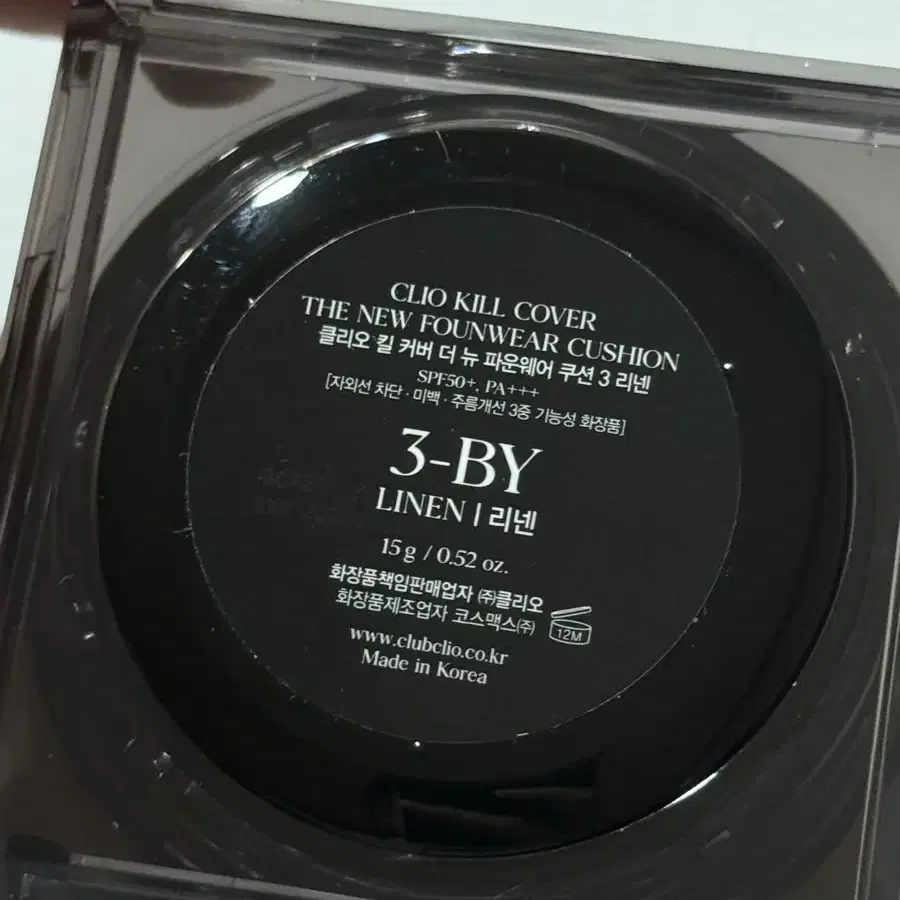 CLIO KILL COVER
THE NEW FOUNWEAR CUSHION
클리오 킬 커버 더 뉴 파운웨어 쿠션 3 리넨
SPF50+, PA+++
[자외선 차단 · 미백 · 주름개선 3중 기능성 화장품]
3-BY
LINEN | 리넨
15 g / 0.52 oz.
화장품책임판매업자 ㈜클리오
화장품제조업자 코스맥스㈜
12M
www.clubclio.co.kr
Made in Korea